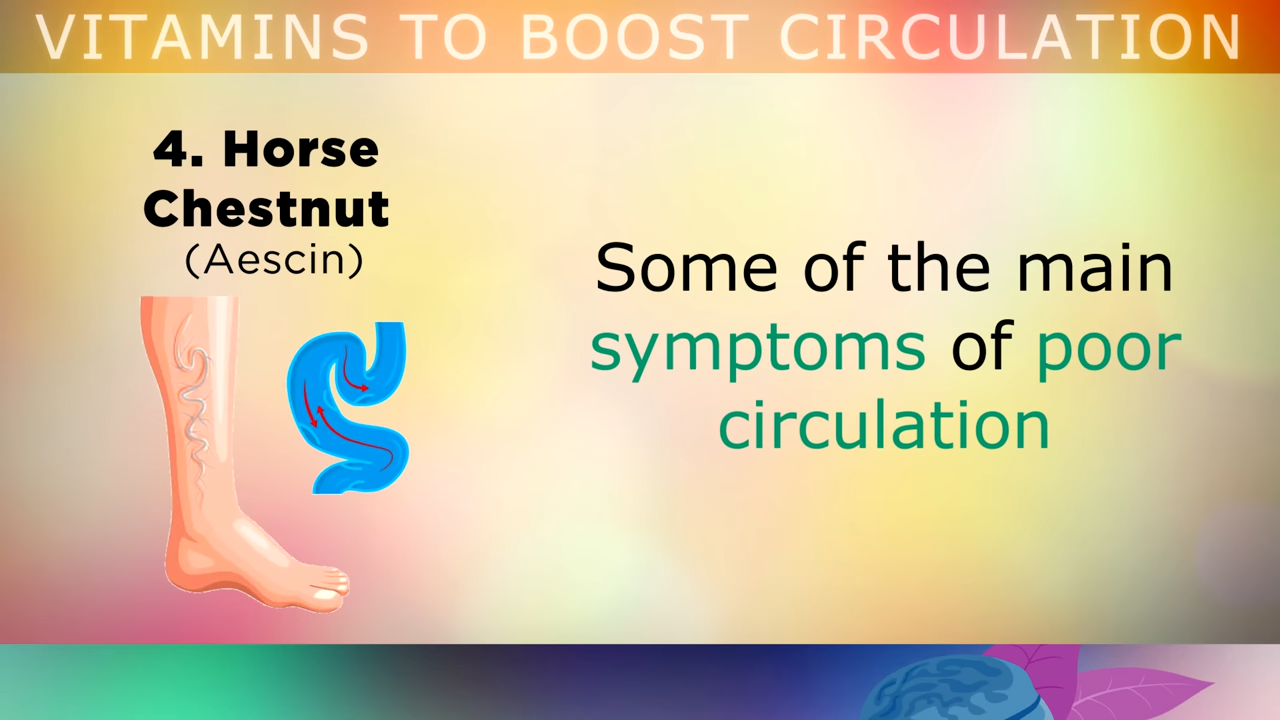 VITAMINS TO BOOST CIRCULATION
4. Horse
Chestnut
(Aescin)
Some of the main
symptoms of poor
circulation